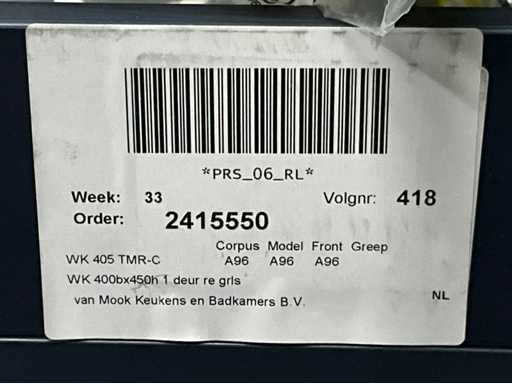 *PRS_06_RL*
Week: 33 Volgnr: 418
Order: 2415550
Corpus Model Front Greep
WK 405 TMR-C A96 A96 A96
WK 400bx450h 1 deur re grls
van Mook Keukens en Badkamers B.V.
NL